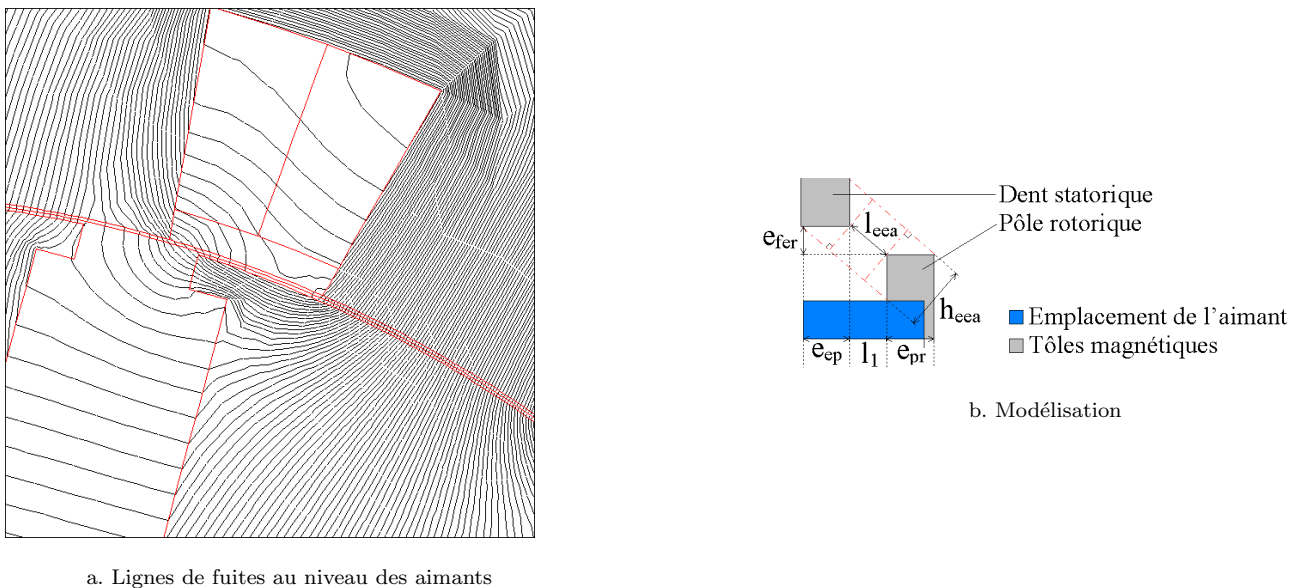 Dent statorique
Pôle rotorique
l_eea
e_fer
h_eea
Emplacement de l'aimant
Tôles magnétiques
e_ep l_1 e_pr
b. Modélisation
a. Lignes de fuites au niveau des aimants